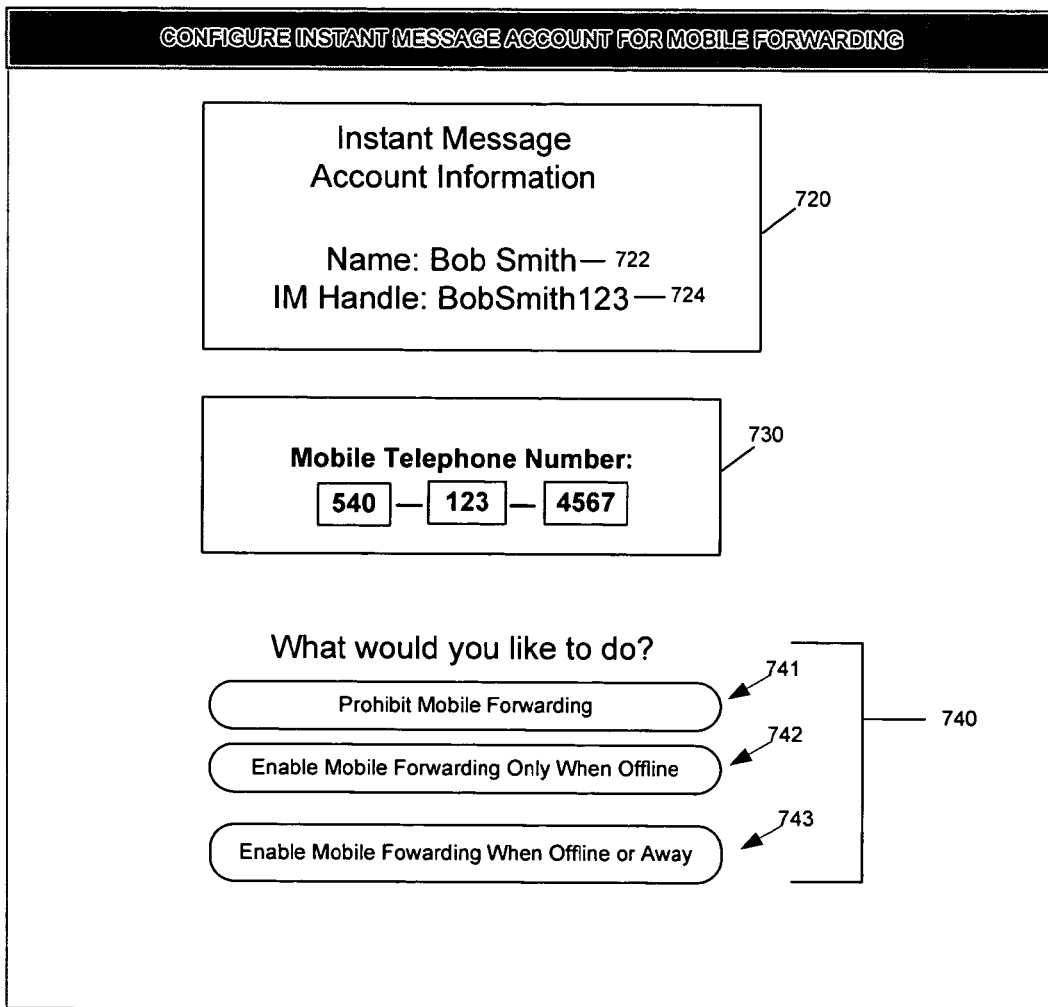 CONFIGURE INSTANT MESSAGE ACCOUNT FOR MOBILE FORWARDING
Instant Message
Account Information
720
Name: Bob Smith — 722
IM Handle: BobSmith123 — 724
730
Mobile Telephone Number:
540 — 123 — 4567
What would you like to do?
741
Prohibit Mobile Forwarding
740
742
Enable Mobile Forwarding Only When Offline
743
Enable Mobile Fowarding When Offline or Away